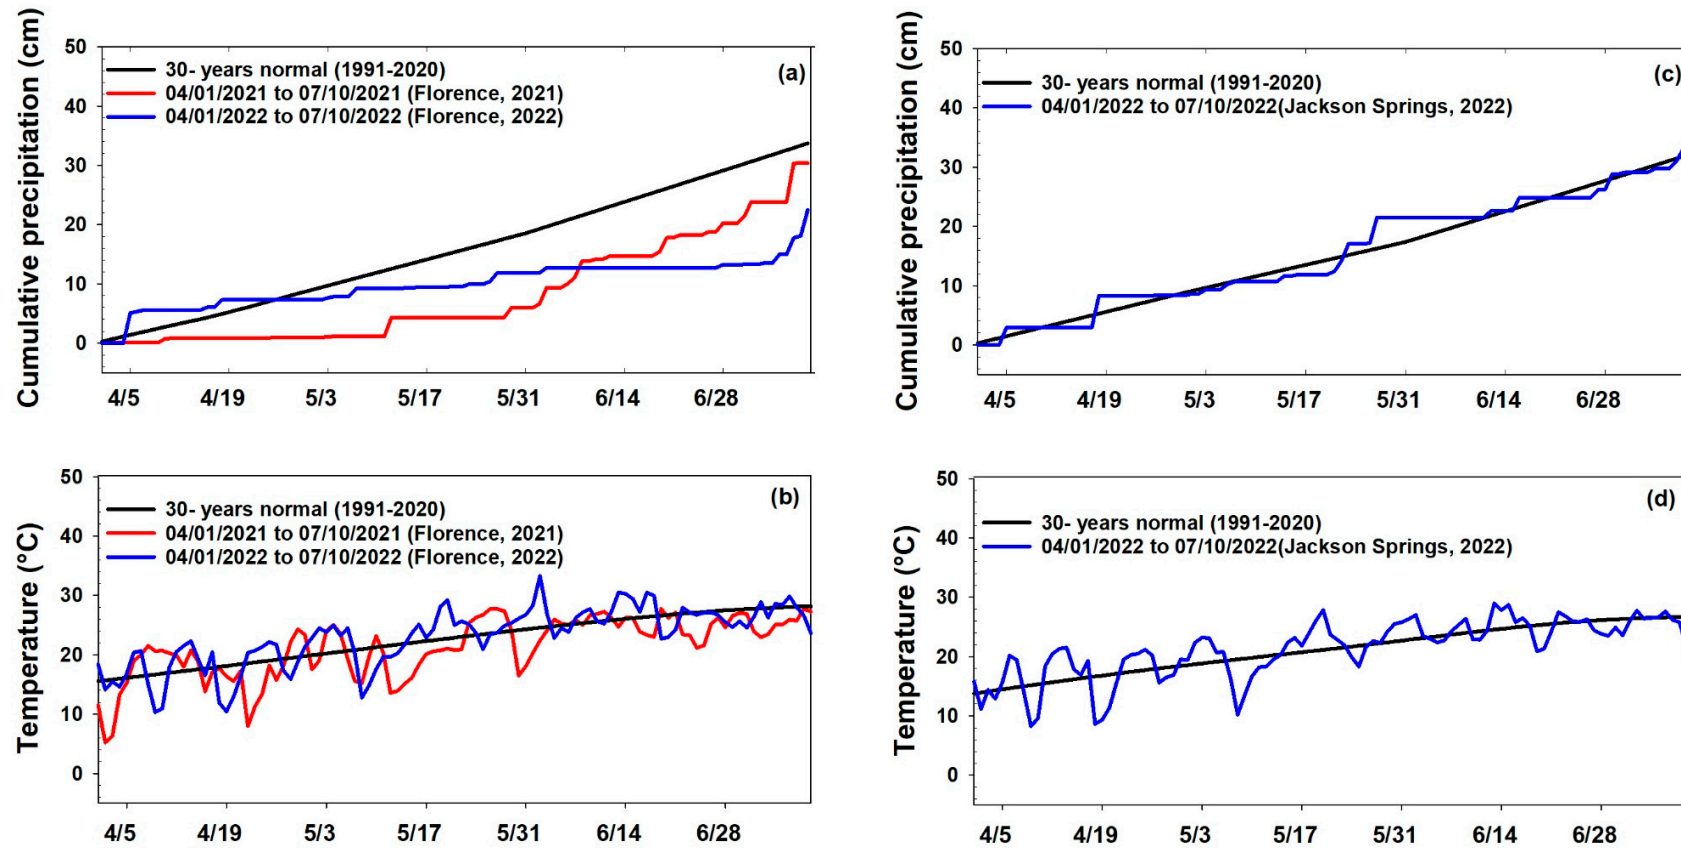 Cumulative precipitation (cm)
50
40
30
20
10
0
30- years normal (1991-2020)
04/01/2021 to 07/10/2021 (Florence, 2021)
04/01/2022 to 07/10/2022 (Florence, 2022)
(a)
4/5 4/19 5/3 5/17 5/31 6/14 6/28
Cumulative precipitation (cm)
50
40
30
20
10
0
30- years normal (1991-2020)
04/01/2022 to 07/10/2022(Jackson Springs, 2022)
(c)
4/5 4/19 5/3 5/17 5/31 6/14 6/28
Temperature (°C)
50
40
30
20
10
0
30- years normal (1991-2020)
04/01/2021 to 07/10/2021 (Florence, 2021)
04/01/2022 to 07/10/2022 (Florence, 2022)
(b)
4/5 4/19 5/3 5/17 5/31 6/14 6/28
Temperature (°C)
50
40
30
20
10
0
30- years normal (1991-2020)
04/01/2022 to 07/10/2022(Jackson Springs, 2022)
(d)
4/5 4/19 5/3 5/17 5/31 6/14 6/28